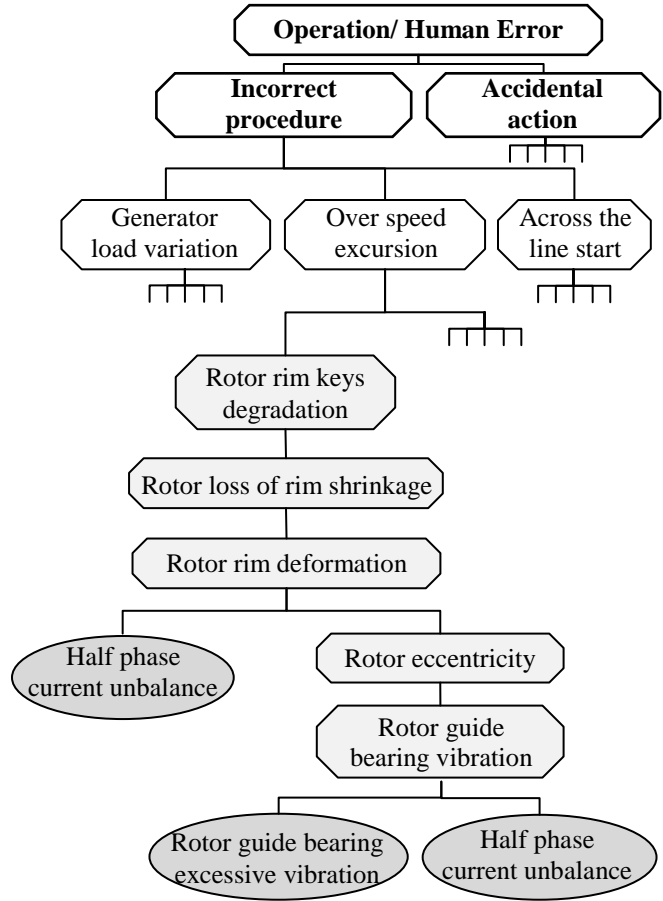 Operation/ Human Error
Incorrect
procedure
Accidental
action
Generator
load variation
Over speed
excursion
Across the
line start
Rotor rim keys
degradation
Rotor loss of rim shrinkage
Rotor rim deformation
Half phase
current unbalance
Rotor eccentricity
Rotor guide
bearing vibration
Rotor guide bearing
excessive vibration
Half phase
current unbalance